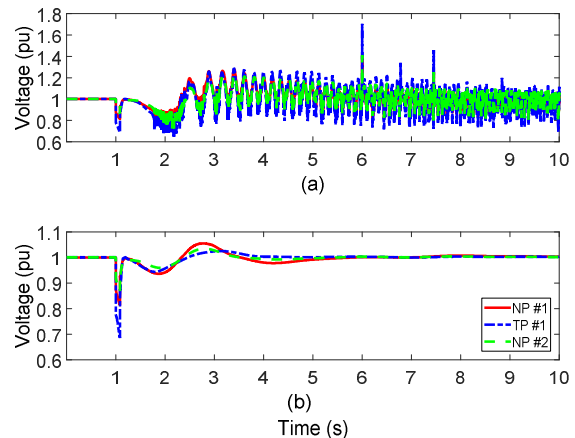 Voltage (pu)
1.8
1.6
1.4
1.2
1
0.8
0.6
1 2 3 4 5 6 7 8 9 10
(a)
Voltage (pu)
1.1
1
0.9
0.8
0.7
0.6
NP #1
TP #1
NP #2
1 2 3 4 5 6 7 8 9 10
(b)
Time (s)